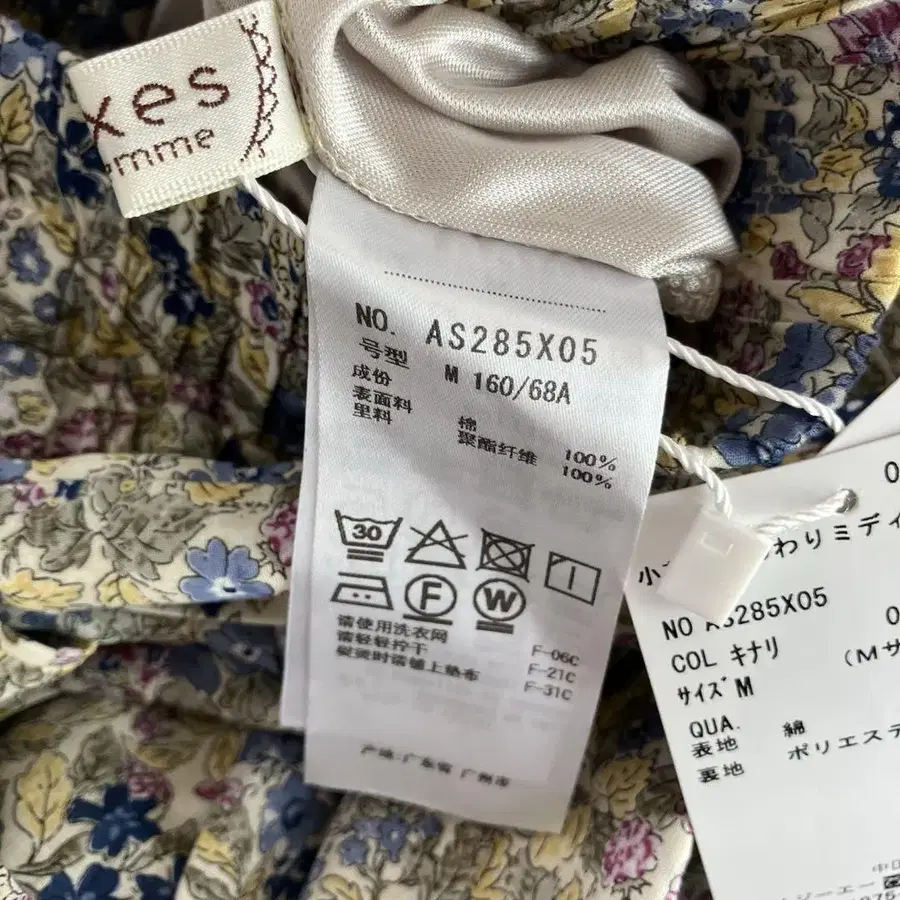 xes
mme
NO. AS285X05
号型 M 160/68A
成份
表面料 棉 100%
里料 聚酯纤维 100%
30
F W
请使用洗衣网 F-06C
请轻轻拧干 F-21C
熨烫时请铺上垫布 F-31C
产地:广东省 广州市
0
小 わりミディ
NO AS285X05 0
COL キナリ (Mサ
サイズ M
QUA.
表地 綿
裏地 ポリエステ